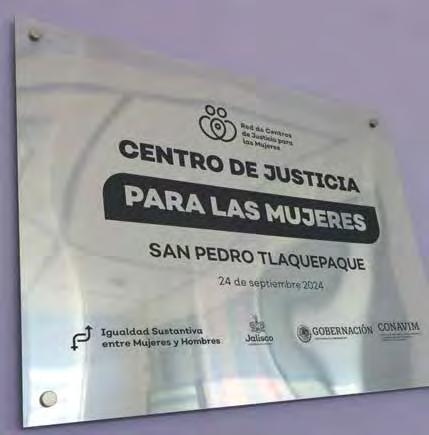 Red de Centros
de Justicia para
las Mujeres
CENTRO DE JUSTICIA
PARA LAS MUJERES
SAN PEDRO TLAQUEPAQUE
24 de septiembre 2024
Igualdad Sustantiva
entre Mujeres y Hombres
Jalisco
GOBERNACIÓN
CONAVIM